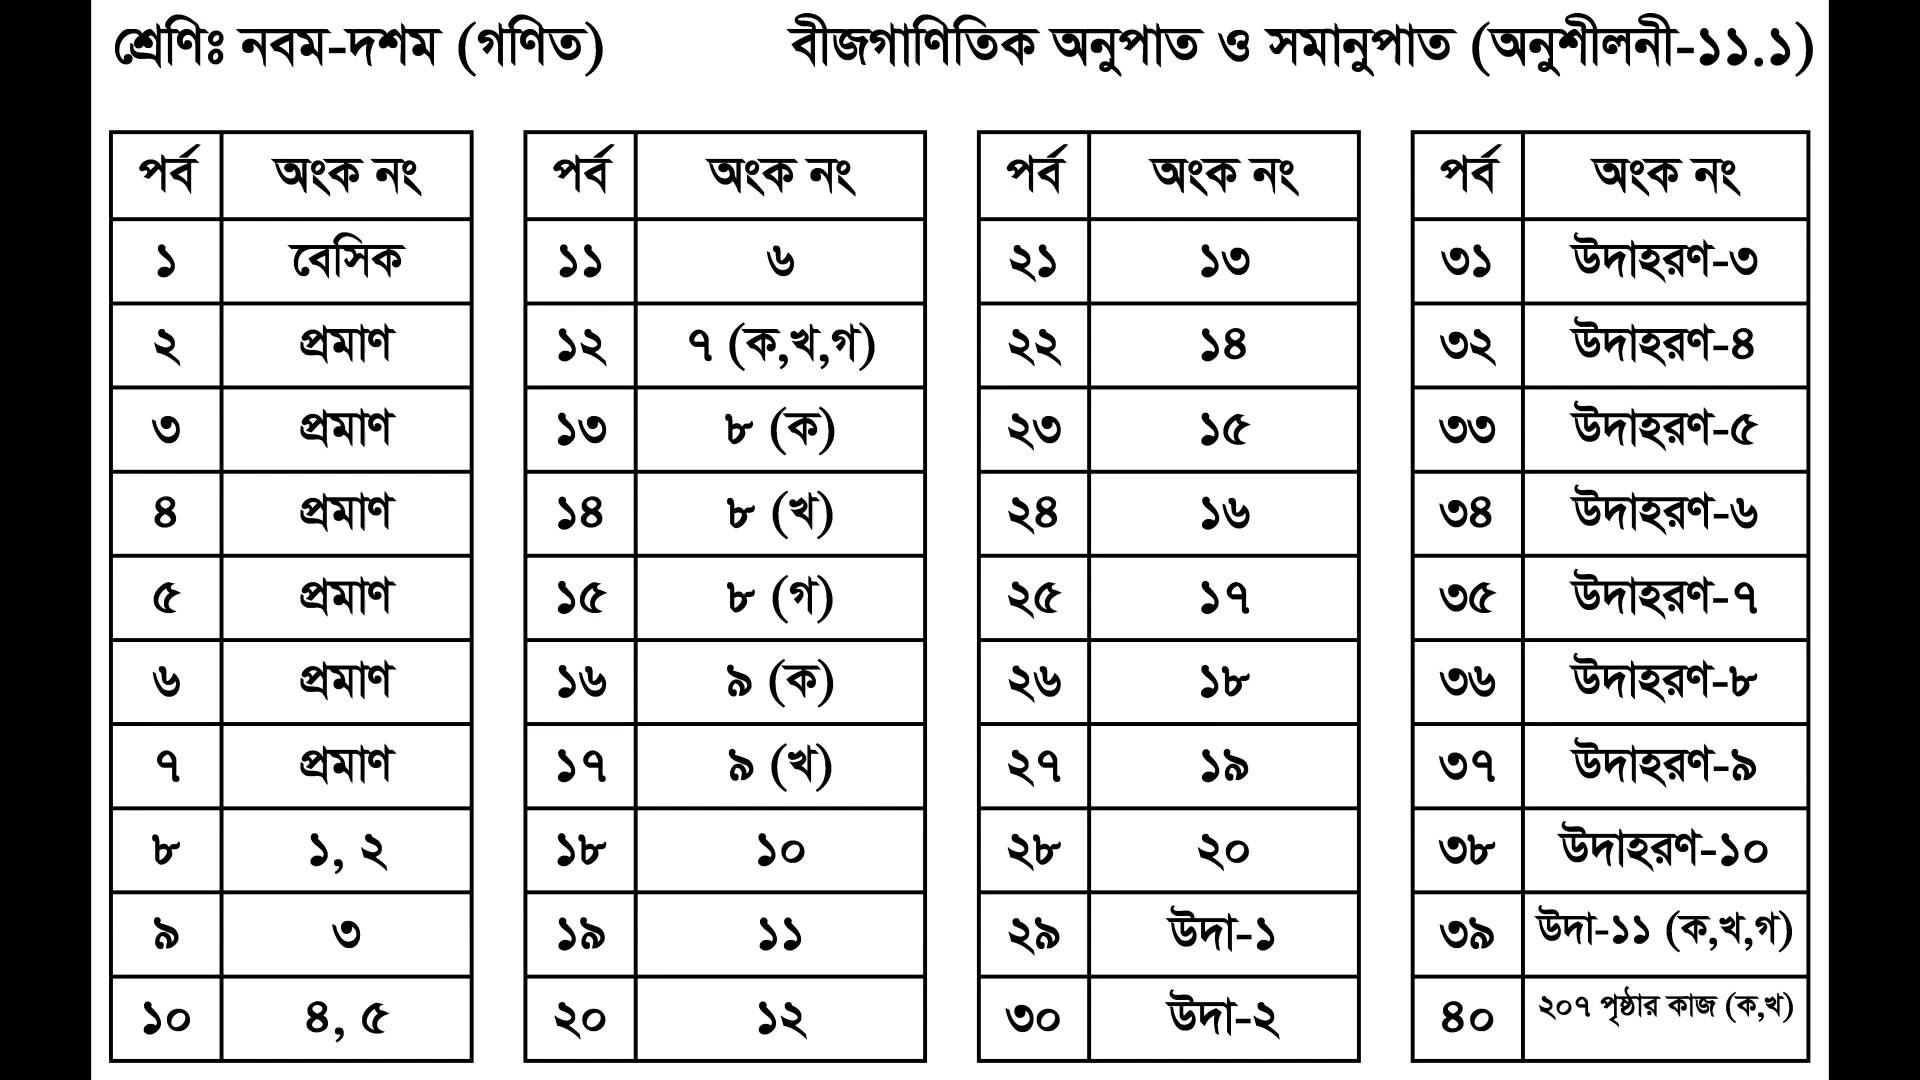 শ্রেণিঃ নবম-দশম (গণিত) বীজগাণিতিক অনুপাত ও সমানুপাত (অনুশীলনী-১১.১)
পর্ব অংক নং পর্ব অংক নং পর্ব অংক নং পর্ব অংক নং
১ বেসিক ১১ ৬ ২১ ১৩ ৩১ উদাহরণ-৩
২ প্রমাণ ১২ ৭ (ক,খ,গ) ২২ ১৪ ৩২ উদাহরণ-৪
৩ প্রমাণ ১৩ ৮ (ক) ২৩ ১৫ ৩৩ উদাহরণ-৫
৪ প্রমাণ ১৪ ৮ (খ) ২৪ ১৬ ৩৪ উদাহরণ-৬
৫ প্রমাণ ১৫ ৮ (গ) ২৫ ১৭ ৩৫ উদাহরণ-৭
৬ প্রমাণ ১৬ ৯ (ক) ২৬ ১৮ ৩৬ উদাহরণ-৮
৭ প্রমাণ ১৭ ৯ (খ) ২৭ ১৯ ৩৭ উদাহরণ-৯
৮ ১, ২ ১৮ ১০ ২৮ ২০ ৩৮ উদাহরণ-১০
৯ ৩ ১৯ ১১ ২৯ উদা-১ ৩৯ উদা-১১ (ক,খ,গ)
১০ ৪, ৫ ২০ ১২ ৩০ উদা-২ ৪০ ২০৭ পৃষ্ঠার কাজ (ক,খ)